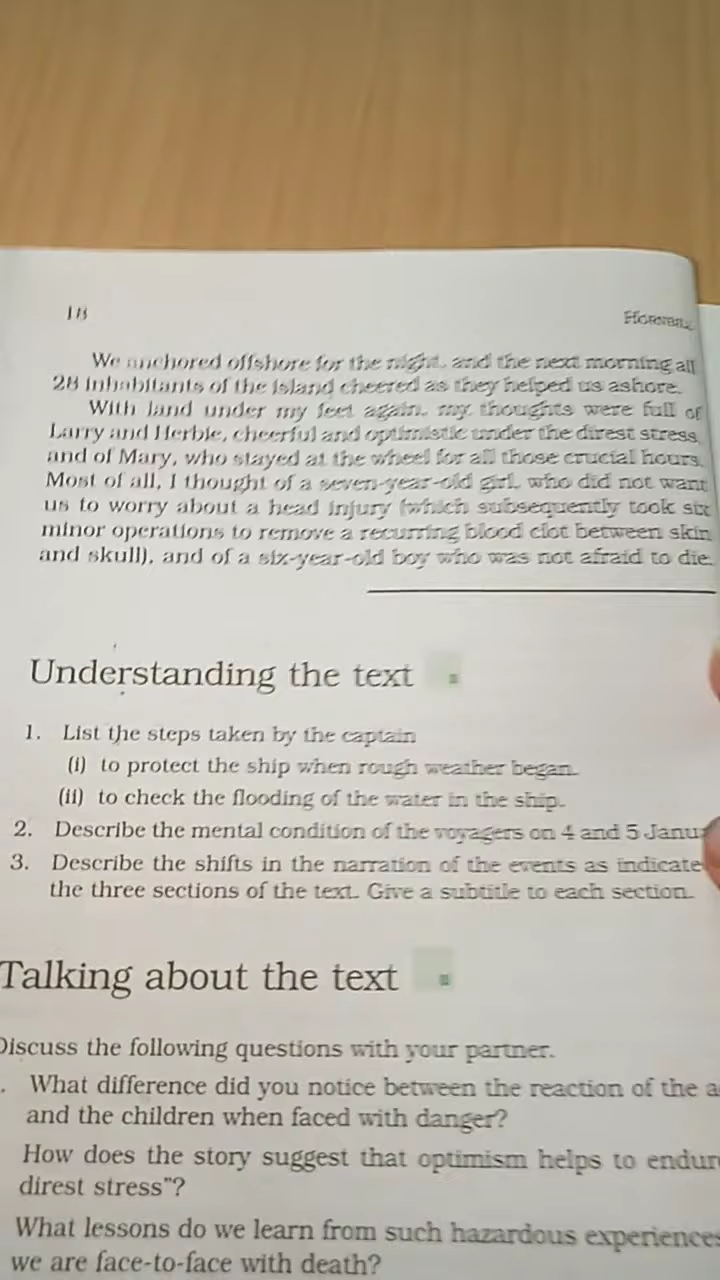 18
Hornbill
We anchored offshore for the night, and the next morning all
28 inhabitants of the island cheered as they helped us ashore.
With land under my feet again, my thoughts were full of
Larry and Herbie, cheerful and optimistic under the direst stress,
and of Mary, who stayed at the wheel for all those crucial hours.
Most of all, I thought of a seven-year-old girl, who did not want
us to worry about a head injury (which subsequently took six
minor operations to remove a recurring blood clot between skin
and skull), and of a six-year-old boy who was not afraid to die.
Understanding the text
1. List the steps taken by the captain
(i) to protect the ship when rough weather began.
(ii) to check the flooding of the water in the ship.
2. Describe the mental condition of the voyagers on 4 and 5 Janu
3. Describe the shifts in the narration of the events as indicate
the three sections of the text. Give a subtitle to each section.
Talking about the text
Discuss the following questions with your partner.
. What difference did you notice between the reaction of the a
and the children when faced with danger?
How does the story suggest that optimism helps to endur
direst stress"?
What lessons do we learn from such hazardous experiences
we are face-to-face with death?